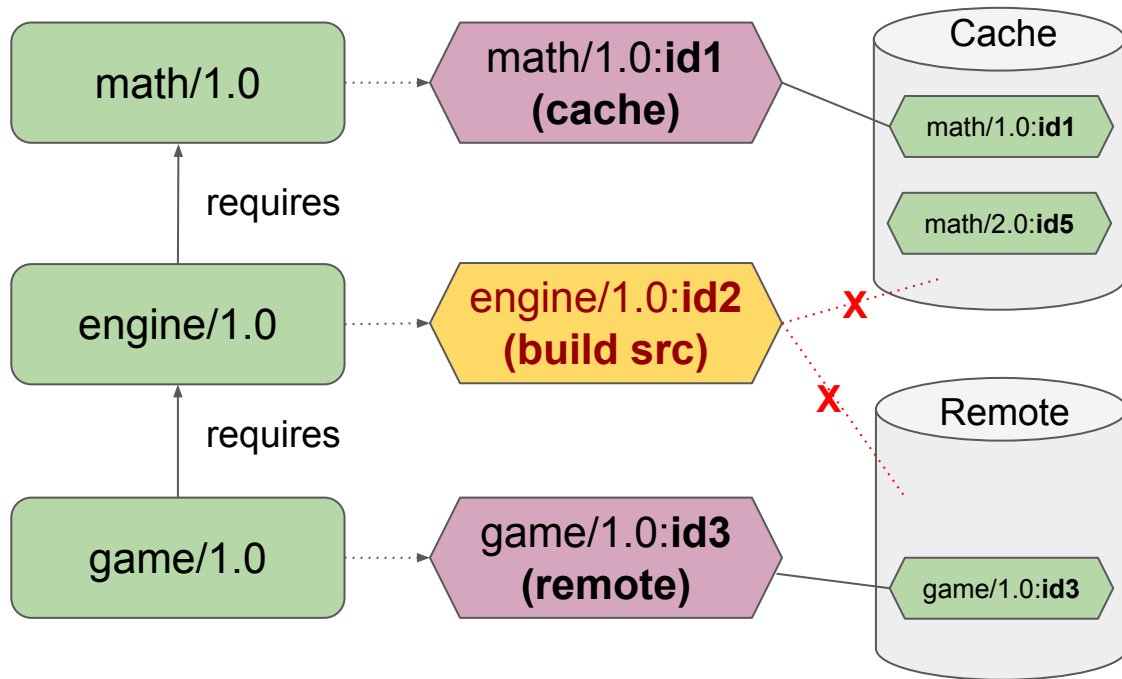 math/1.0
math/1.0:id1
(cache)
Cache
math/1.0:id1
math/2.0:id5
requires
engine/1.0
engine/1.0:id2
(build src)
X
X
requires
Remote
game/1.0
game/1.0:id3
(remote)
game/1.0:id3